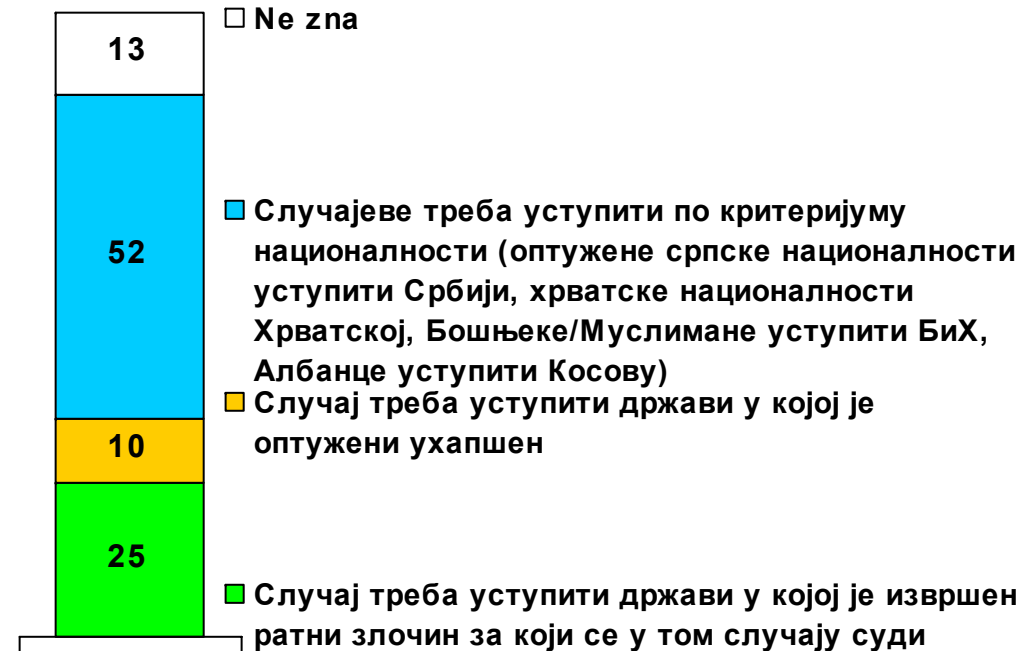 13
Ne zna
52
Случајеве треба уступити по критеријуму
националности (оптужене српске националности
уступити Србији, хрватске националности
Хрватској, Бошњеке/Муслимане уступити БиХ,
Албанце уступити Косову)
10
Случај треба уступити држави у којој је
оптужени ухапшен
25
Случај треба уступити држави у којој је извршен
ратни злочин за који се у том случају суди